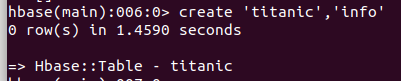 hbase(main):006:0> create 'titanic','info'
0 row(s) in 1.4590 seconds
=> Hbase::Table - titanic